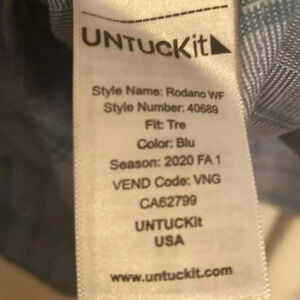 UNTUCKit
Style Name: Rodano WF
Style Number: 40689
Fit: Tre
Color: Blu
Season: 2020 FA 1
VEND Code: VNG
CA62799
UNTUCKit
USA
www.untuckit.com